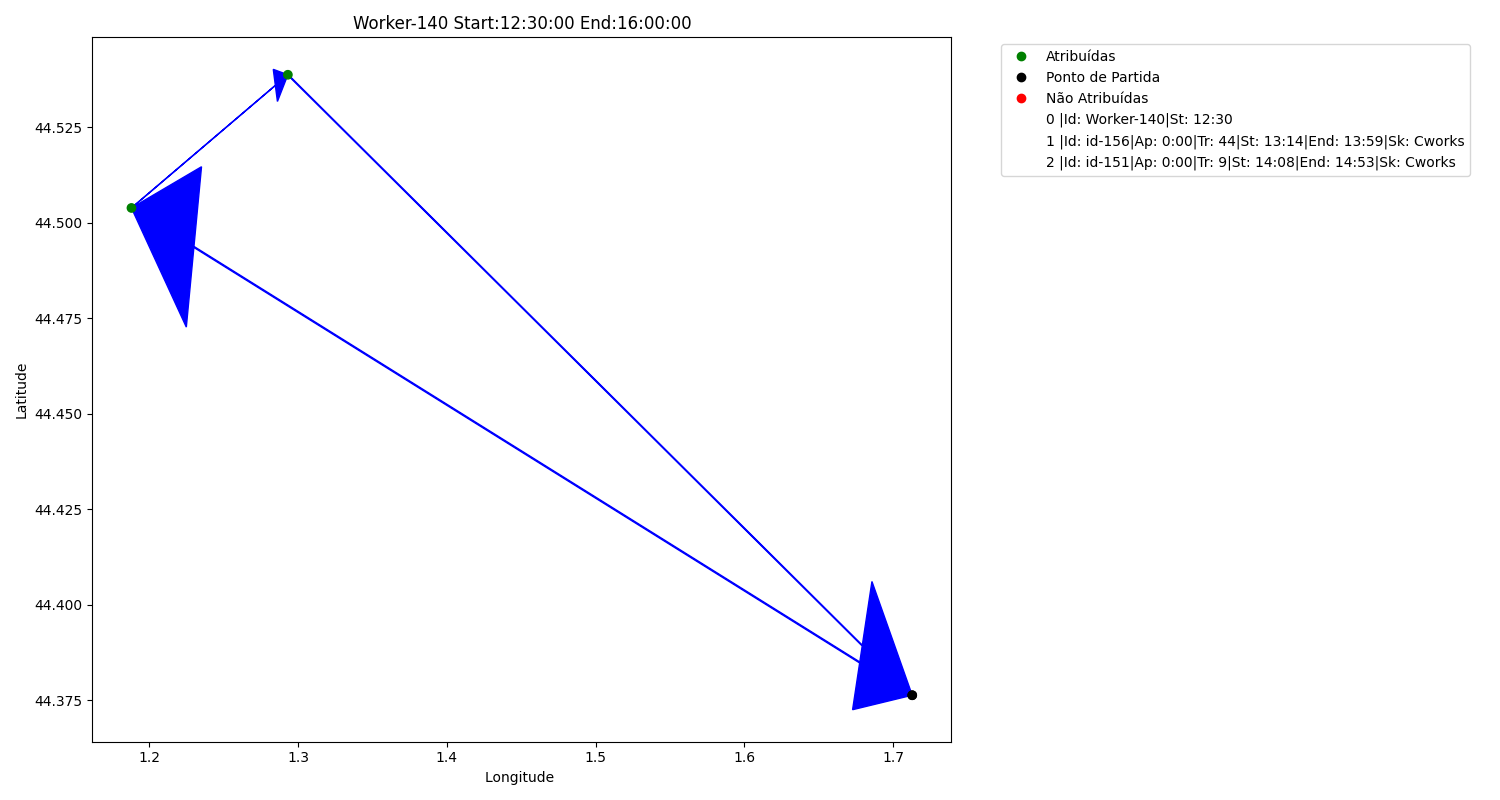 Worker-140 Start:12:30:00 End:16:00:00
Atribuídas
Ponto de Partida
Não Atribuídas
0 |Id: Worker-140|St: 12:30
1 |Id: id-156|Ap: 0:00|Tr: 44|St: 13:14|End: 13:59|Sk: Cworks
2 |Id: id-151|Ap: 0:00|Tr: 9|St: 14:08|End: 14:53|Sk: Cworks
Latitude
44.525
44.500
44.475
44.450
44.425
44.400
44.375
1.2 1.3 1.4 1.5 1.6 1.7
Longitude